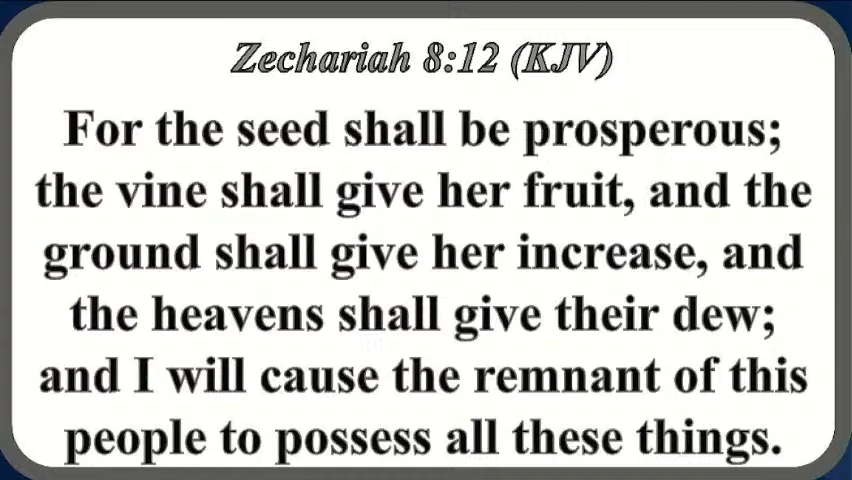 Zechariah 8:12 (KJV)
For the seed shall be prosperous;
the vine shall give her fruit, and the
ground shall give her increase, and
the heavens shall give their dew;
and I will cause the remnant of this
people to possess all these things.